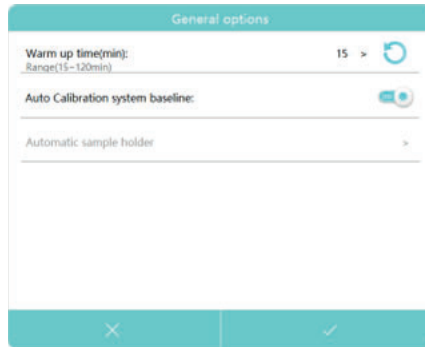 General options
Warm up time(min): 15 >
Range(15~120min)
Auto Calibration system baseline:
Automatic sample holder >